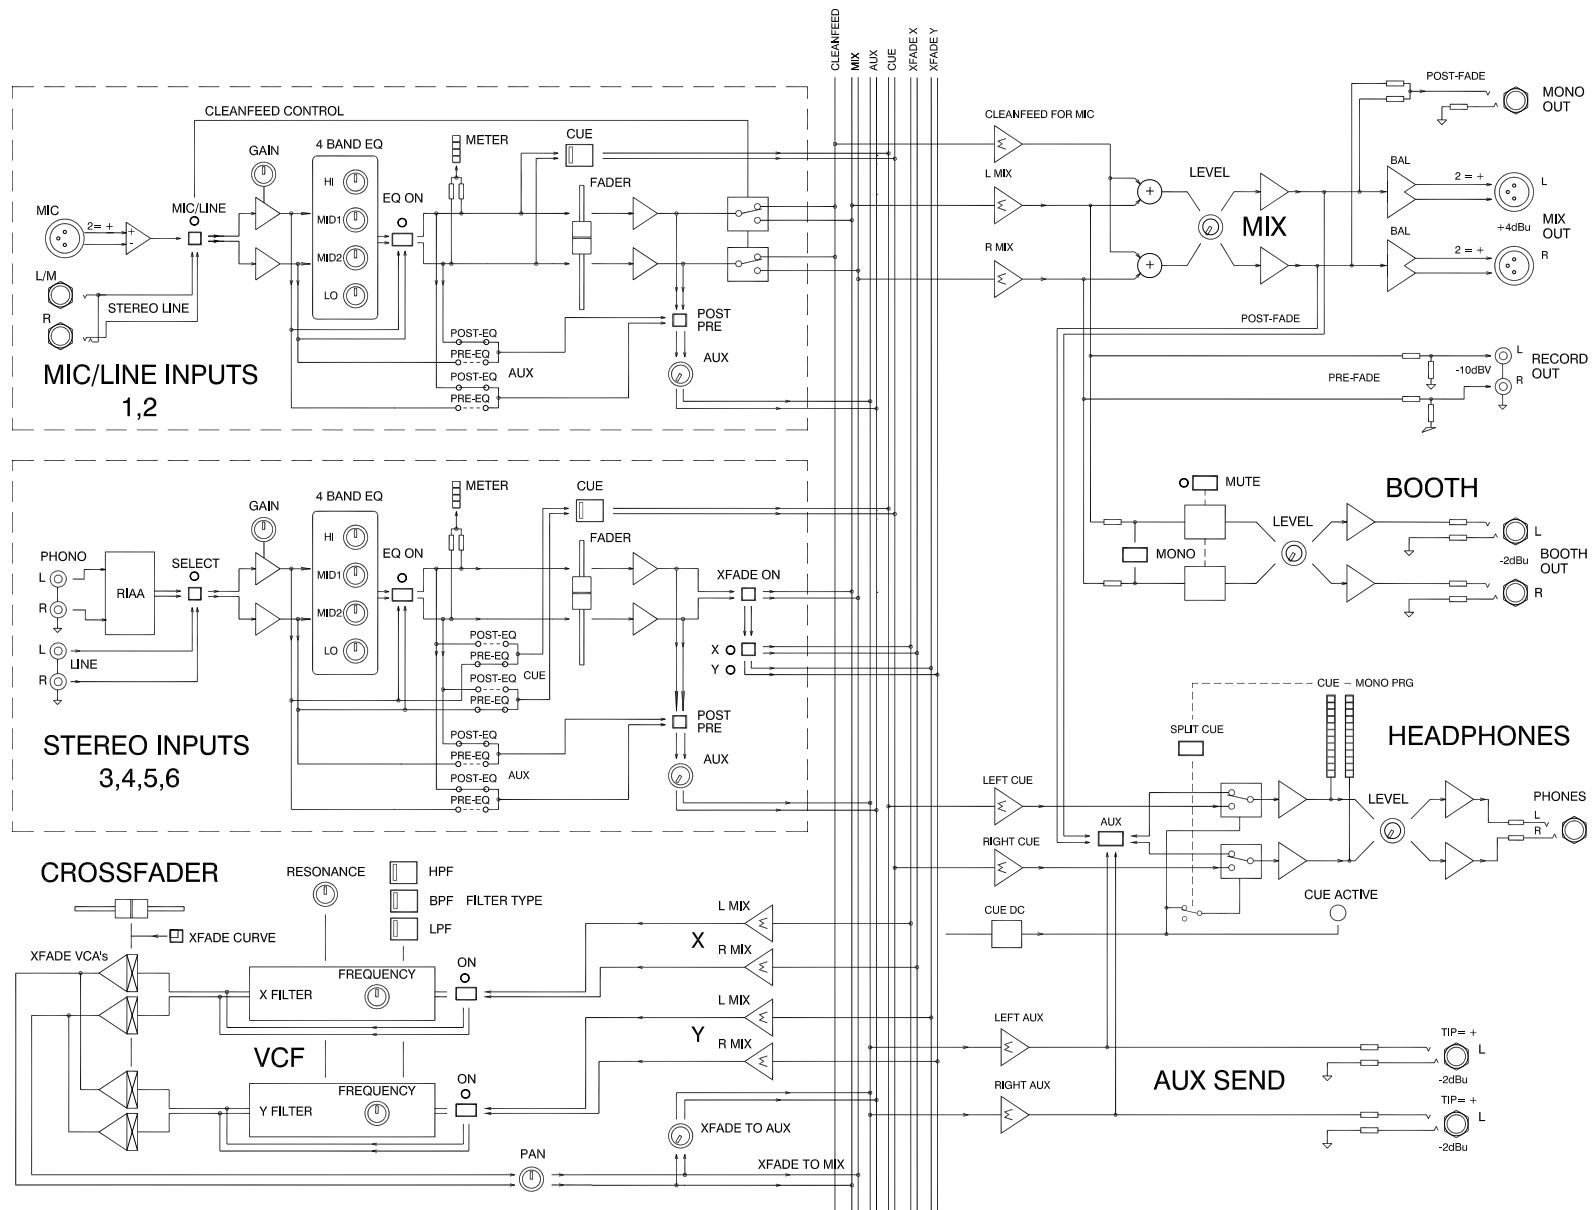 CLEANFEED
MIX
AUX
CUE
XFADE X
XFADE Y
CLEANFEED CONTROL
GAIN
4 BAND EQ
METER
CUE
HI
FADER
MIC
MIC/LINE
EQ ON
MID1
2= +
+
-
MID2
L/M
LO
STEREO LINE
R
POST
PRE
POST-EQ
PRE-EQ
AUX
AUX
POST-EQ
PRE-EQ
MIC/LINE INPUTS
1,2
GAIN
4 BAND EQ
METER
CUE
HI
FADER
PHONO
SELECT
EQ ON
XFADE ON
L
MID1
RIAA
R
MID2
L
LINE
LO
POST-EQ
X
PRE-EQ
CUE
Y
R
POST-EQ
PRE-EQ
POST
PRE
POST-EQ
PRE-EQ
AUX
AUX
POST-EQ
PRE-EQ
STEREO INPUTS
3,4,5,6
CROSSFADER
RESONANCE
HPF
BPF FILTER TYPE
LPF
XFADE CURVE
XFADE VCA's
FREQUENCY
X FILTER
ON
L MIX
X
R MIX
VCF
L MIX
Y
R MIX
FREQUENCY
Y FILTER
ON
XFADE TO AUX
PAN
XFADE TO MIX
CLEANFEED FOR MIC
Σ
L MIX
Σ
R MIX
Σ
+
+
LEVEL
MIX
POST-FADE
MONO
OUT
BAL
2 = +
L
MIX
OUT
+4dBu
BAL
2 = +
R
POST-FADE
PRE-FADE
-10dBV
L
RECORD
OUT
R
MUTE
BOOTH
LEVEL
MONO
L
-2dBu
BOOTH
OUT
R
CUE – MONO PRG
SPLIT CUE
HEADPHONES
LEFT CUE
Σ
AUX
LEVEL
PHONES
L
R
RIGHT CUE
Σ
CUE ACTIVE
CUE DC
LEFT AUX
Σ
TIP= +
L
-2dBu
AUX SEND
RIGHT AUX
Σ
TIP= +
L
-2dBu
Σ
Σ
Σ
Σ